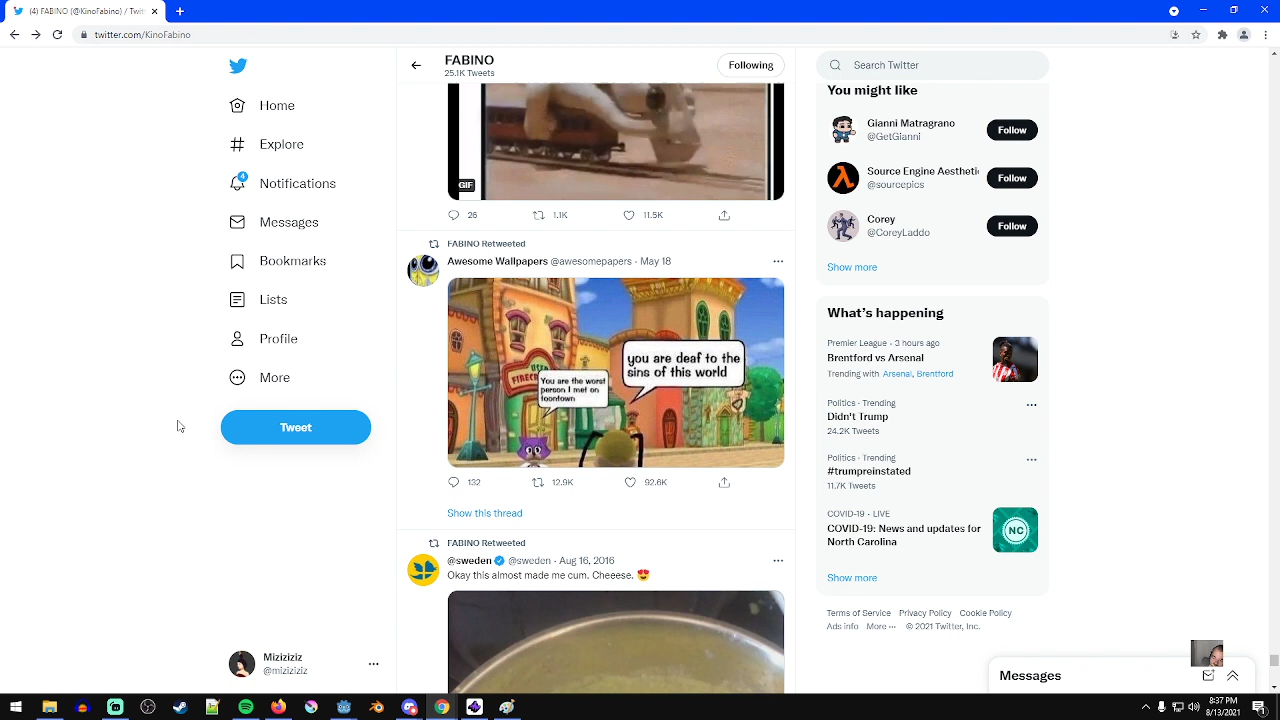 (4) FABINO (@KinoFabino) / Twit
twitter.com/KinoFabino
FABINO
25.1K Tweets
Following
Search Twitter
Home
Explore
4
Notifications
Messages
Bookmarks
Lists
Profile
More
Tweet
Miziziziz
@miziziziz
GIF
26
1.1K
11.5K
FABINO Retweeted
Awesome Wallpapers @awesomepapers · May 18
USED
FIREC
You are the worst
person I met on
toontown
you are deaf to the
sins of this world
132
12.9K
92.6K
Show this thread
FABINO Retweeted
@sweden @sweden · Aug 16, 2016
Okay this almost made me cum. Cheeese. 😍
You might like
Gianni Matragrano
@GetGianni
Follow
Source Engine Aestheti
@sourcepics
Follow
Corey
@CoreyLaddo
Follow
Show more
What's happening
Premier League · 3 hours ago
Brentford vs Arsenal
Trending with Arsenal, Brentford
Politics · Trending
Didn't Trump
24.2K Tweets
Politics · Trending
#trumpreinstated
11.7K Tweets
COVID-19 · LIVE
COVID-19: News and updates for
North Carolina
NC
Show more
Terms of Service Privacy Policy Cookie Policy
Ads info More ··· © 2021 Twitter, Inc.
Messages
8:37 PM
8/13/2021